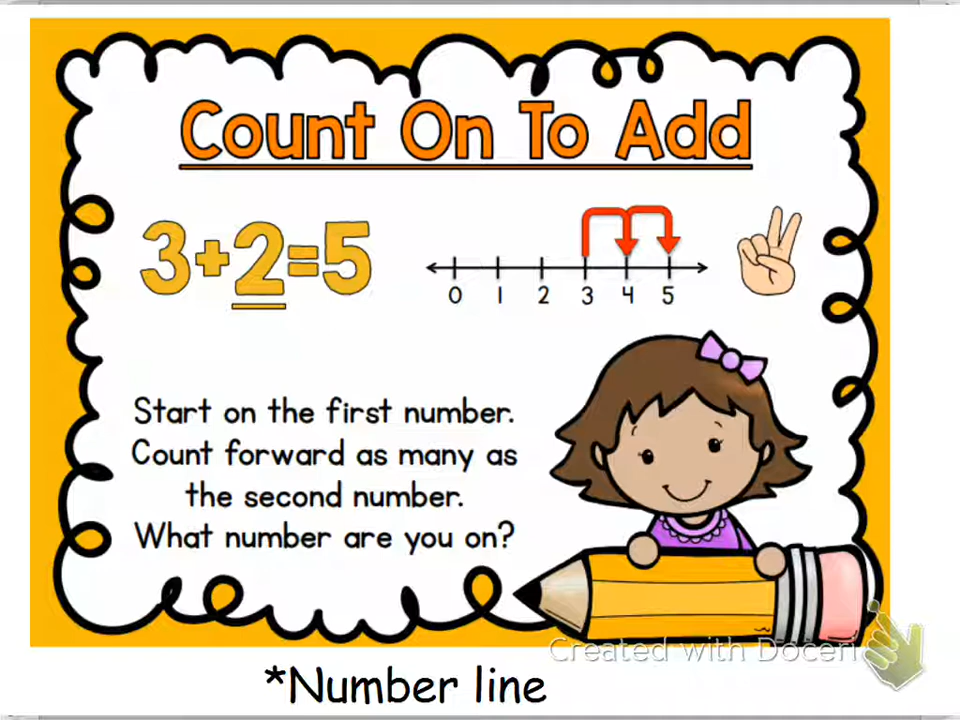 Count On To Add
3+2=5
0 1 2 3 4 5
Start on the first number.
Count forward as many as
the second number.
What number are you on?
Created with Doceri
*Number line